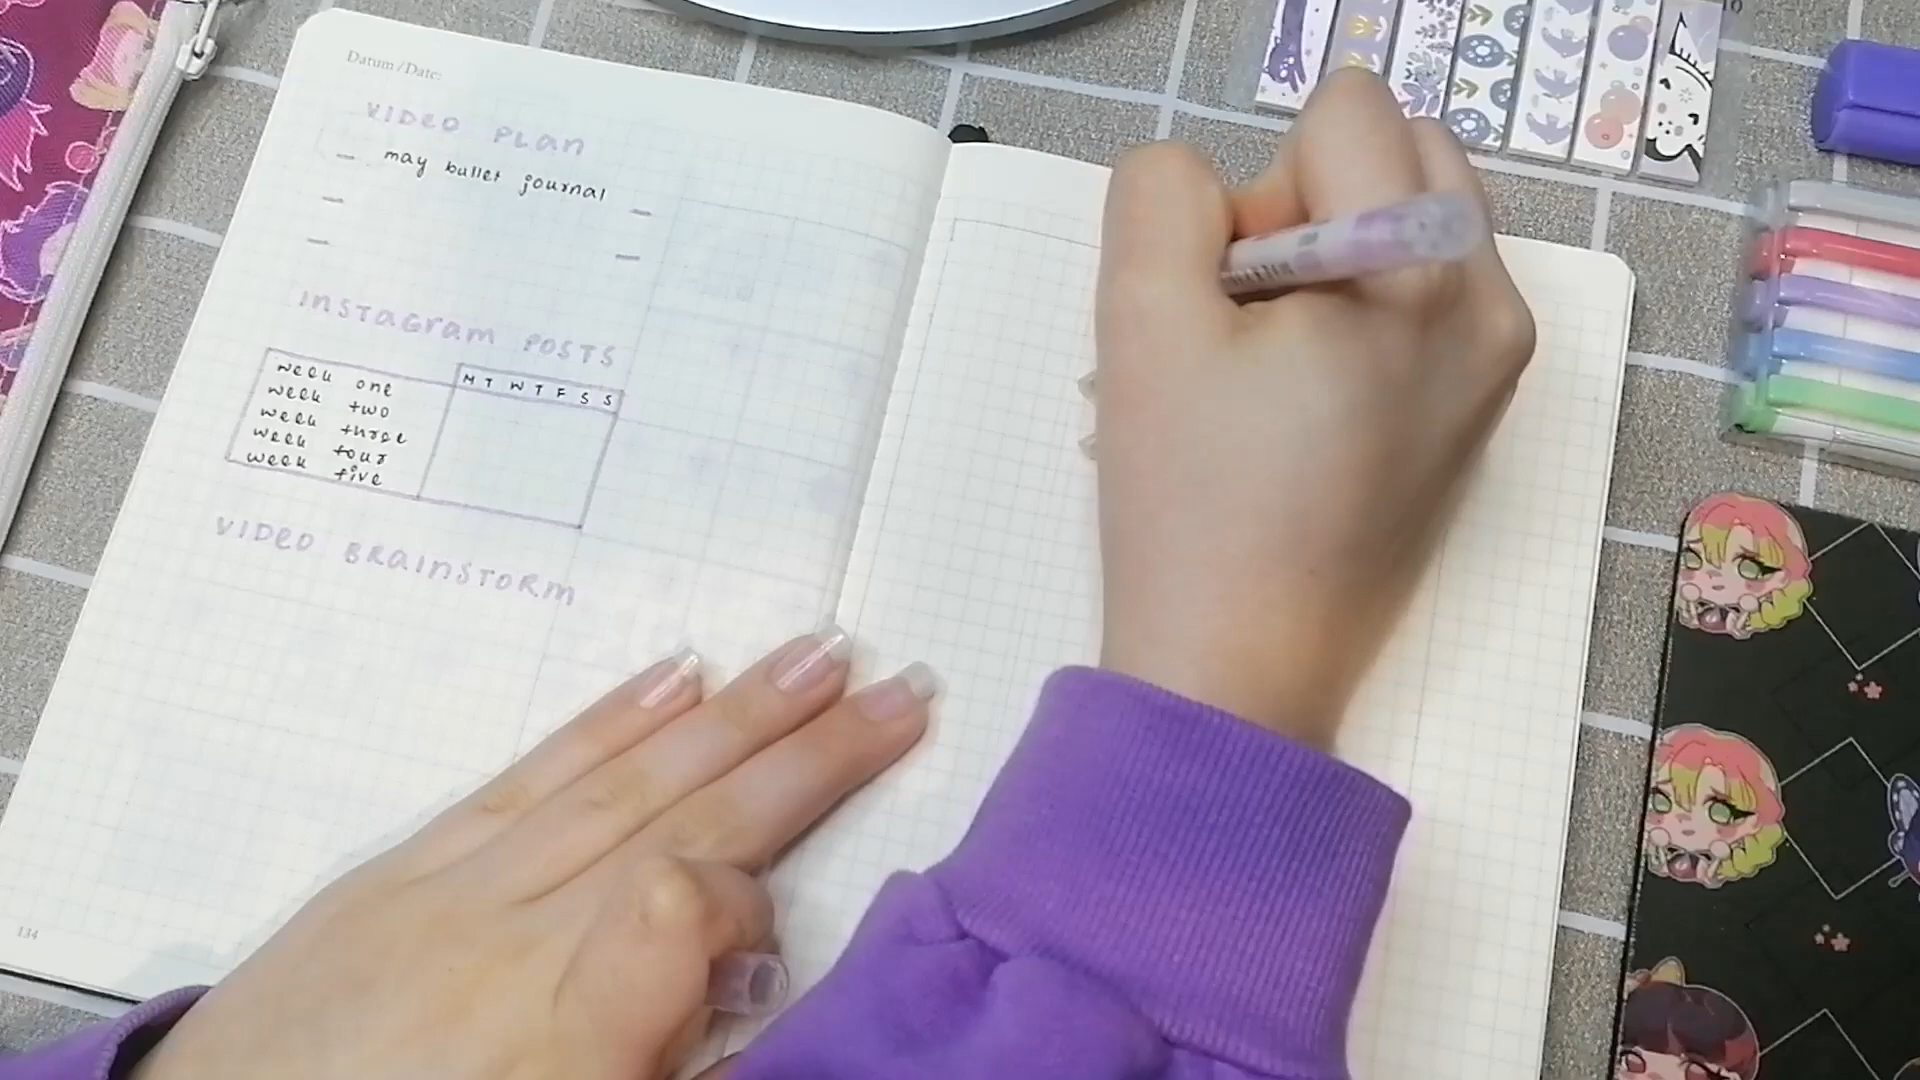 Datum/Date:
VIDEO PLan
– may bullet journal
–
–
–
–
InSTaGram POSTS
week one
week two
week three
week four
week five
M T W T F S S
VIDEO BRaInSTORm
134
10